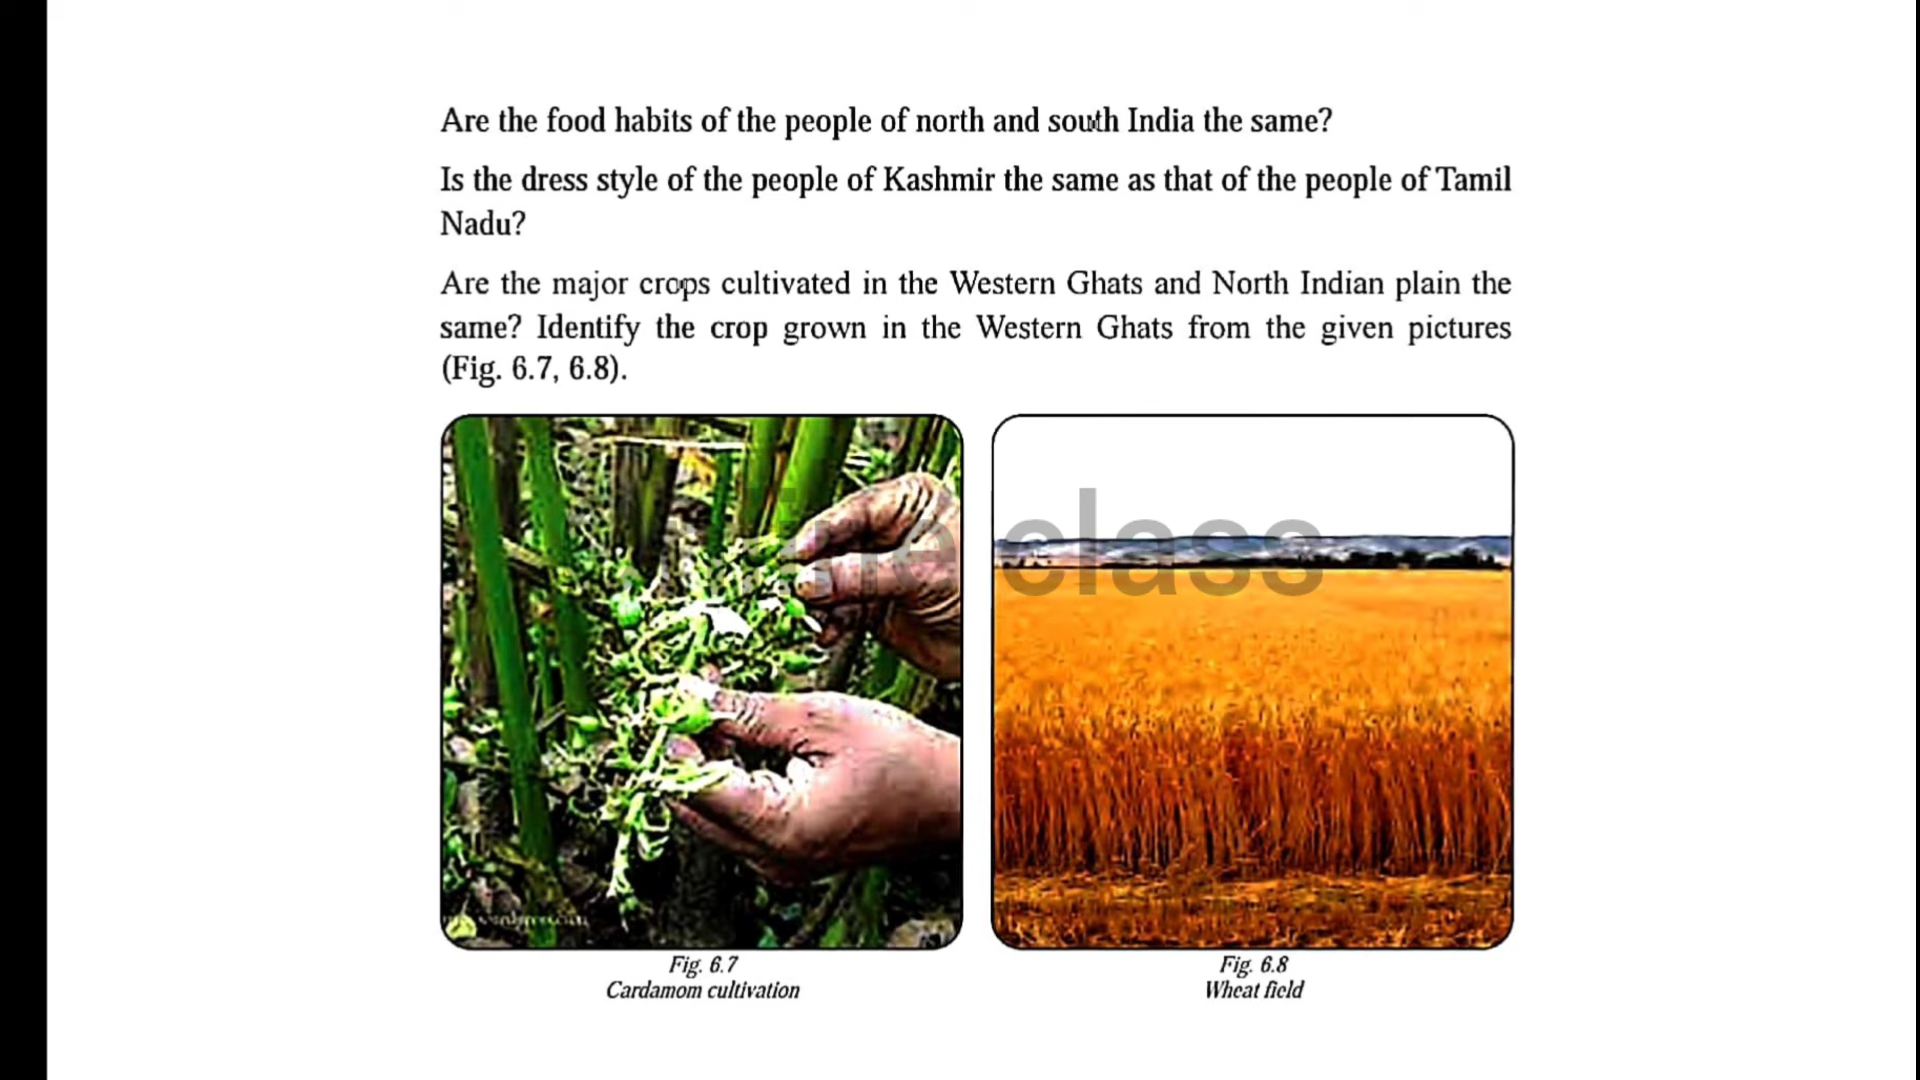 Are the food habits of the people of north and south India the same?
Is the dress style of the people of Kashmir the same as that of the people of Tamil
Nadu?
Are the major crops cultivated in the Western Ghats and North Indian plain the
same? Identify the crop grown in the Western Ghats from the given pictures
(Fig. 6.7, 6.8).
line class
Fig. 6.7
Cardamom cultivation
Fig. 6.8
Wheat field